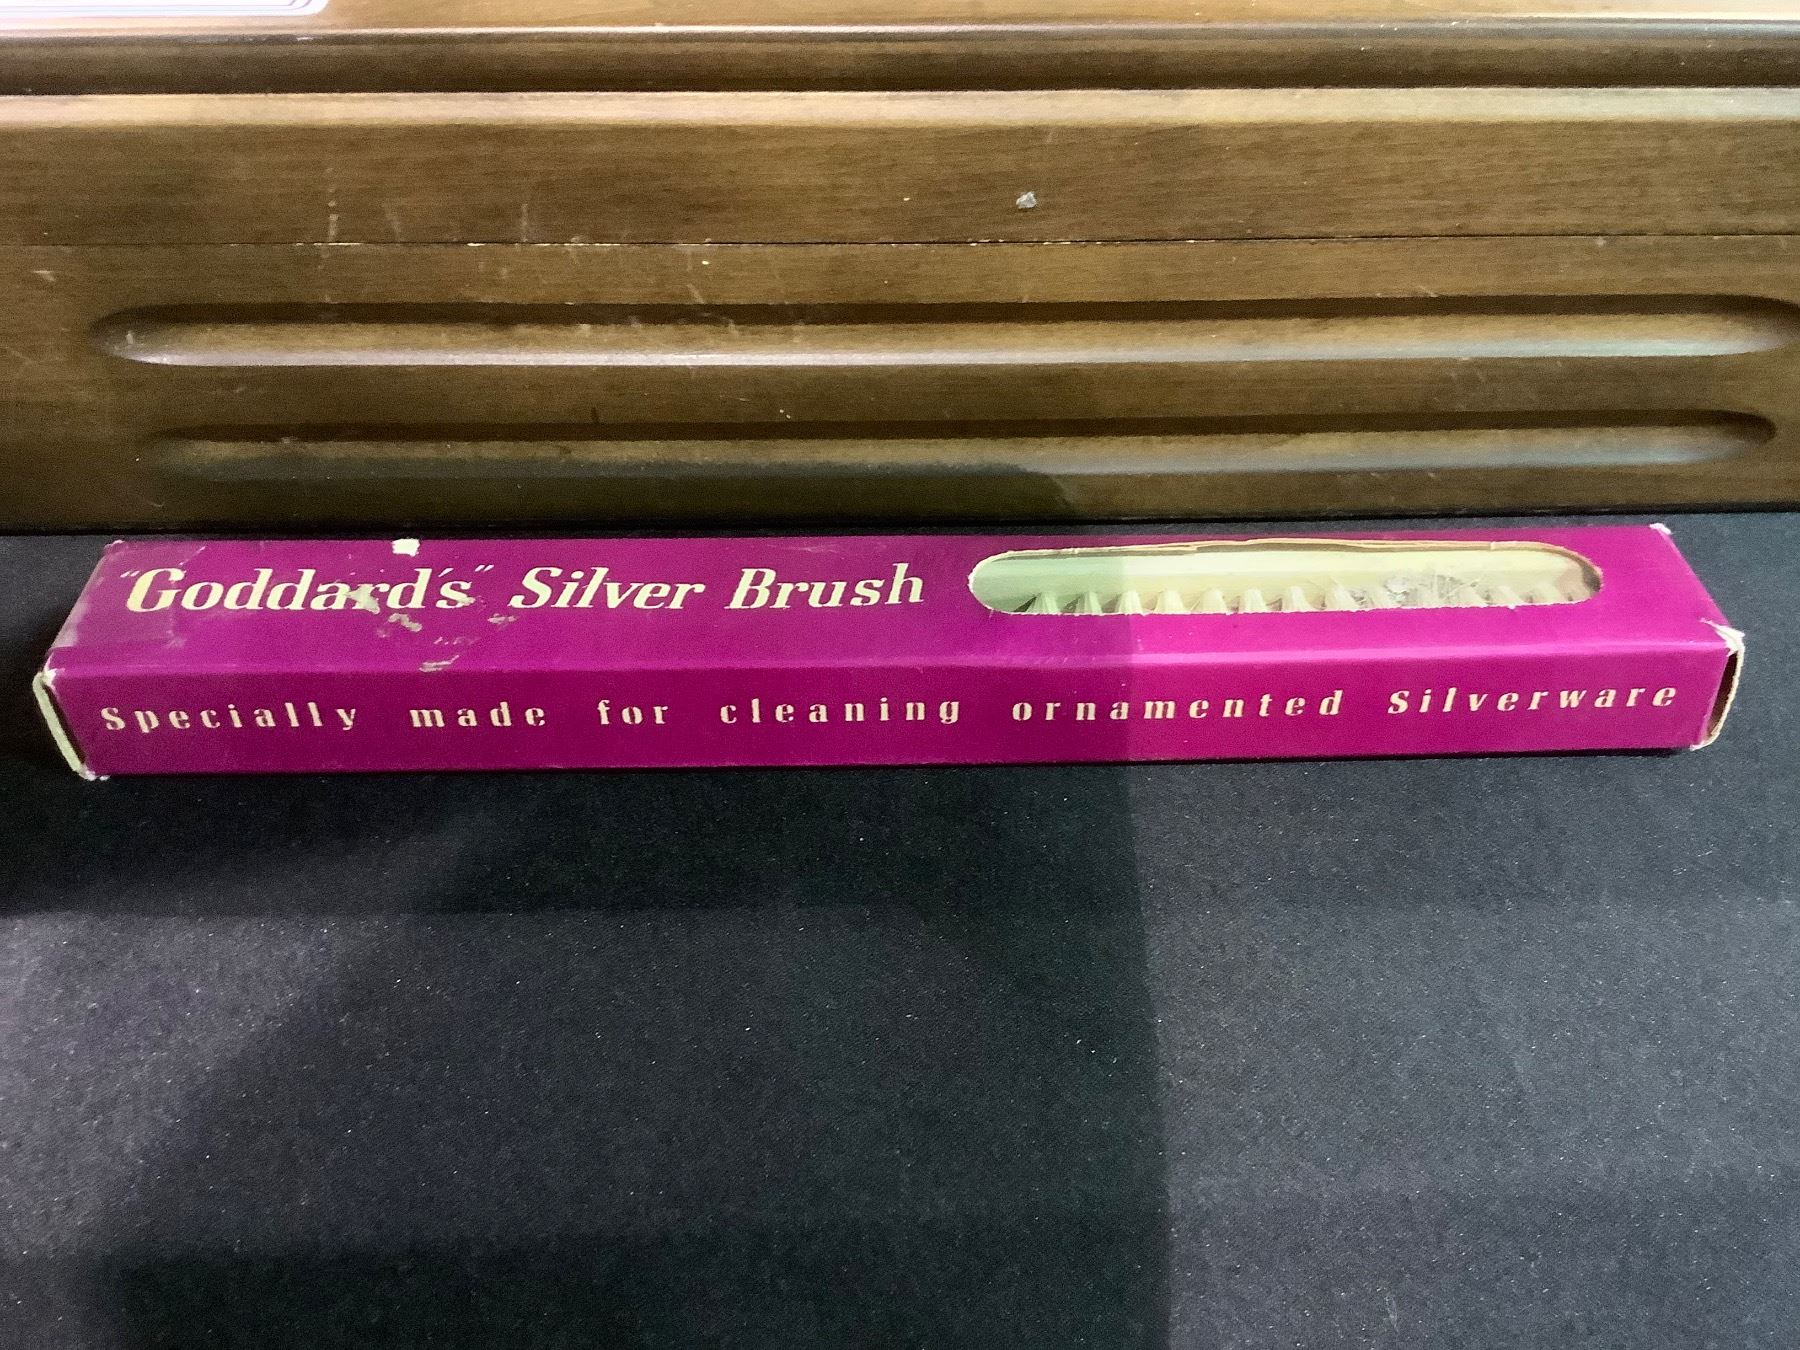 "Goddard's" Silver Brush
Specially made for cleaning ornamented Silverware